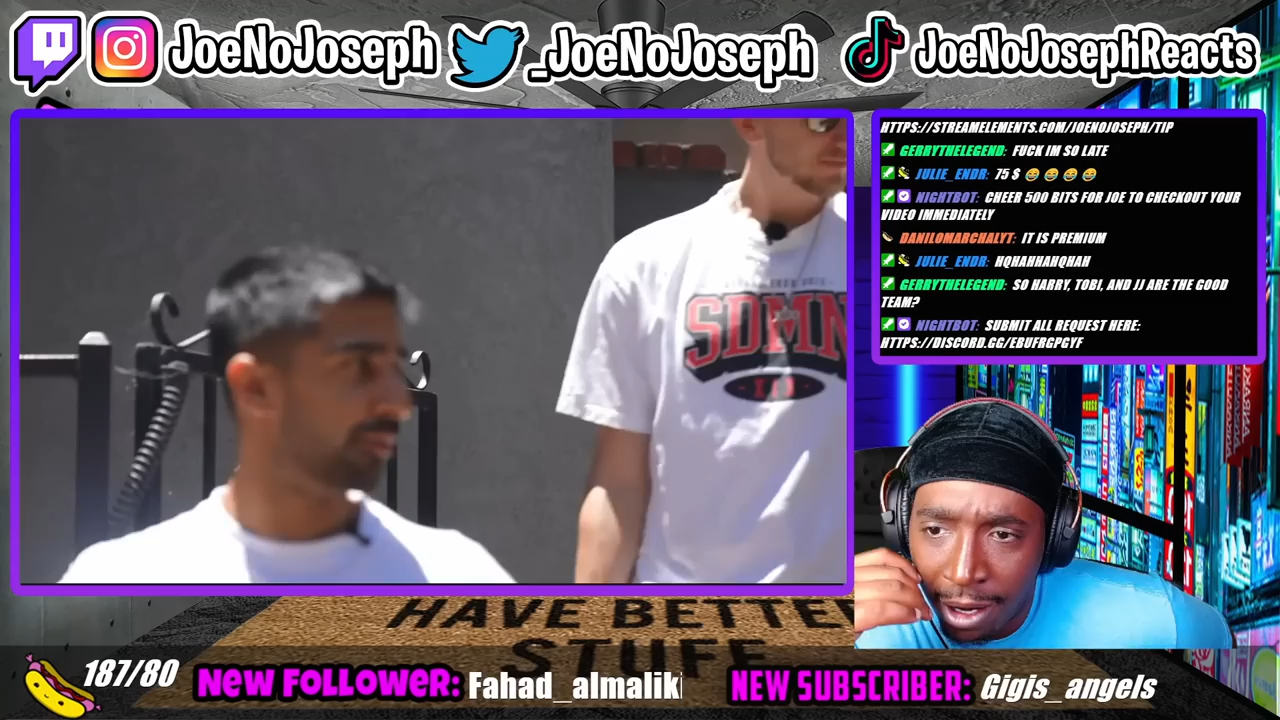 JoeNoJoseph
_JoeNoJoseph
JoeNoJosephReacts
HTTPS://STREAMELEMENTS.COM/JOENOJOSEPH/TIP
GERRYTHELEGEND: FUCK IM SO LATE
JULIE_ENDR: 75 $ 😂 😂 😂 😂
NIGHTBOT: CHEER 500 BITS FOR JOE TO CHECKOUT YOUR
VIDEO IMMEDIATELY
DANILOMARCHALYT: IT IS PREMIUM
JULIE_ENDR: HQHAHHAHQHAH
GERRYTHELEGEND: SO HARRY, TOBI, AND JJ ARE THE GOOD
TEAM?
NIGHTBOT: SUBMIT ALL REQUEST HERE:
HTTPS://DISCORD.GG/EBUFRGPGYF
SDMN
HAVE BETTE
STUFF
187/80
New Follower: Fahad_almaliki
NEW SUBSCRIBER: Gigis_angels